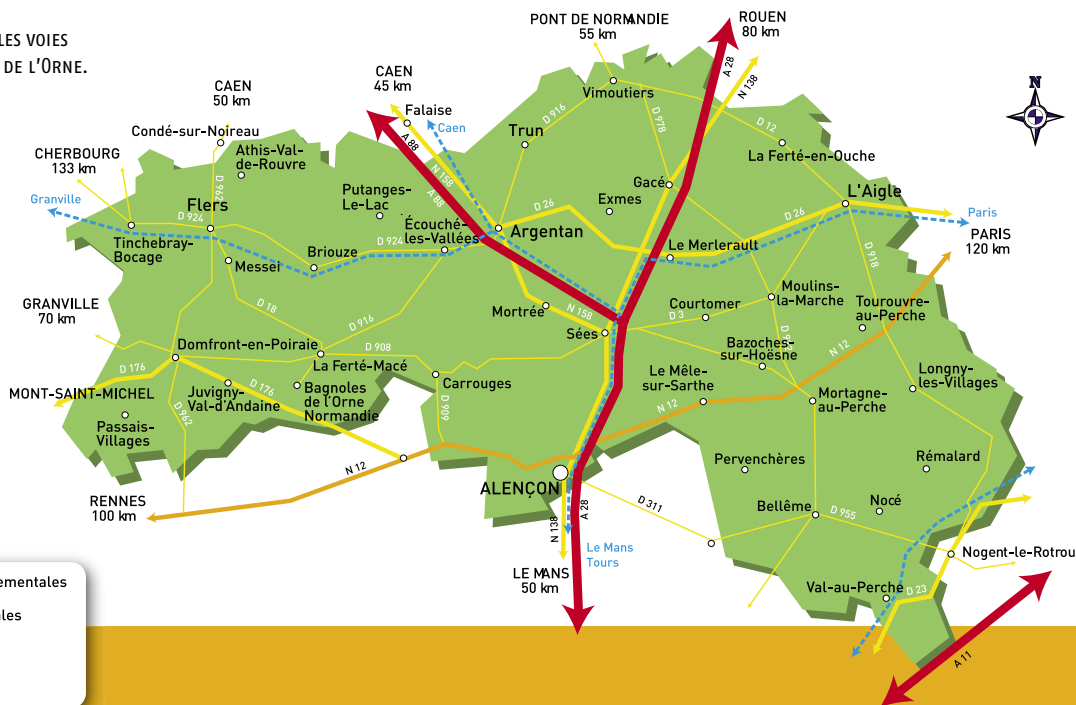 LES VOIES
DE L'ORNE.
CAEN
50 km
CAEN
45 km
PONT DE NORMANDIE
55 km
ROUEN
80 km
N
A 28
N 138
Falaise
Caen
A 88
N 158
A 88
Vimoutiers
D 916
D 978
D 12
Condé-sur-Noireau
Trun
La Ferté-en-Ouche
CHERBOURG
133 km
Athis-Val-
de-Rouvre
D 962
Putanges-
Le-Lac
Gacé
Exmes
L'Aigle
Granville
Flers
D 924
D 26
D 26
Paris
PARIS
120 km
Tinchebray-
Bocage
Écouché-
les-Vallées
Argentan
Briouze
D 924
Messei
Le Merlerault
D 918
GRANVILLE
70 km
D 18
D 916
Mortrée
N 158
Sées
Courtomer
D 3
Moulins-
la-Marche
Tourouvre-
au-Perche
Domfront-en-Poiraie
D 908
La Ferté-Macé
Bazoches-
sur-Hoësne
N 12
D 176
MONT-SAINT-MICHEL
Juvigny-
Val-d'Andaine
D 176
Bagnoles
de l'Orne
Normandie
Carrouges
Le Mêle-
sur-Sarthe
Longny-
les-Villages
D 962
D 909
N 12
Mortagne-
au-Perche
Passais-
Villages
N 12
Pervenchères
Rémalard
RENNES
100 km
ALENÇON
D 311
Bellême
Nocé
D 955
N 138
A 28
Le Mans
Tours
Nogent-le-Rotrou
LE MANS
50 km
Val-au-Perche
D 23
A 11
ementales
ales